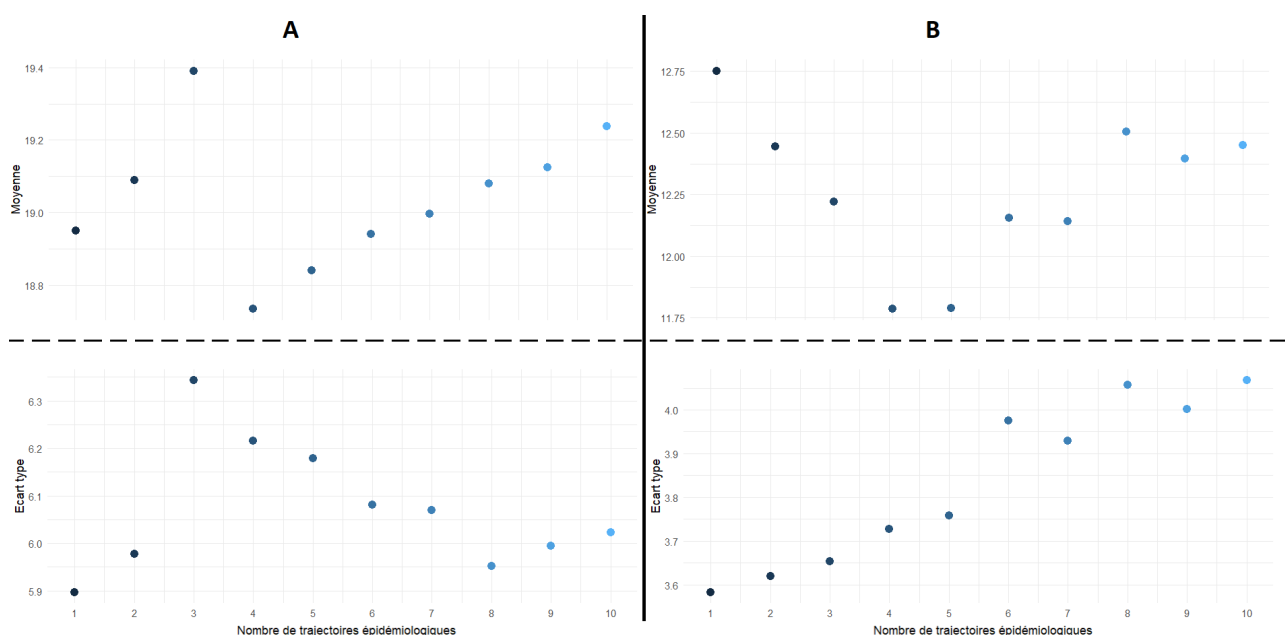 A
19.4
19.2
19.0
18.8
Moyenne
6.3
6.2
6.1
6.0
5.9
Ecart type
1 2 3 4 5 6 7 8 9 10
Nombre de trajectoires épidémiologiques
B
12.75
12.50
12.25
12.00
11.75
Moyenne
4.0
3.9
3.8
3.7
3.6
Ecart type
1 2 3 4 5 6 7 8 9 10
Nombre de trajectoires épidémiologiques